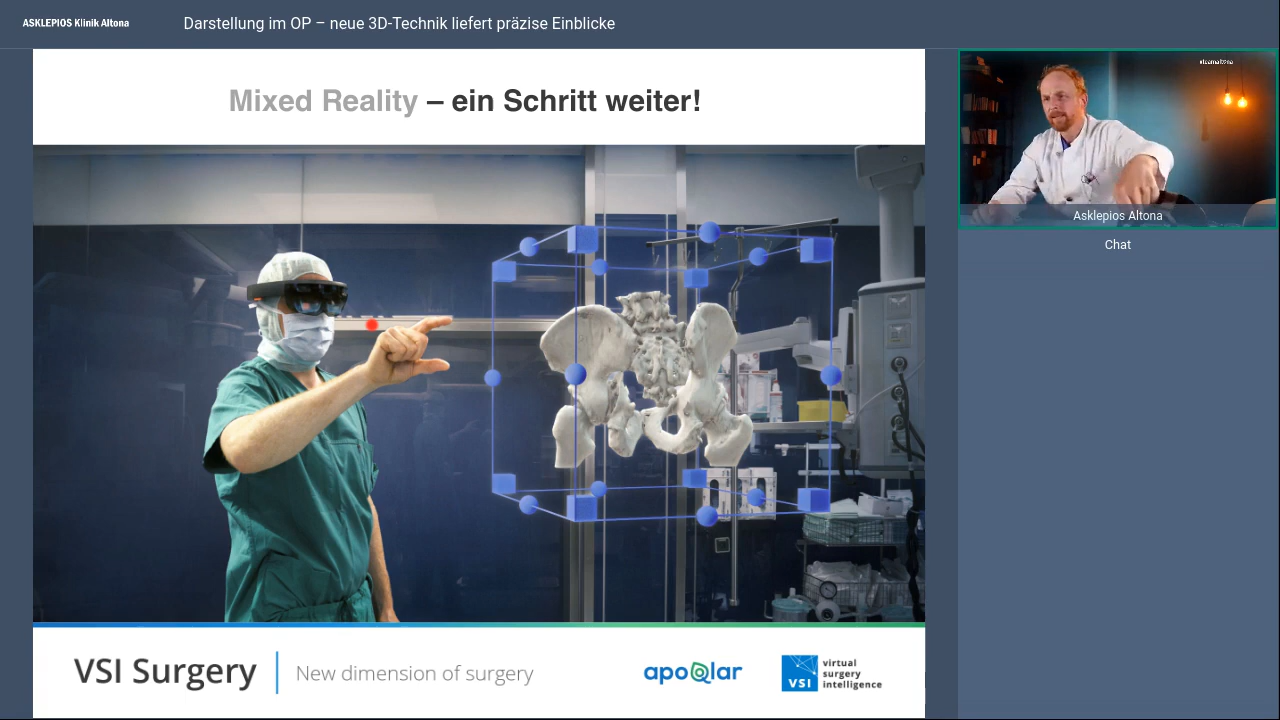 ASKLEPIOS Klinik Altona
Darstellung im OP – neue 3D-Technik liefert präzise Einblicke
Mixed Reality – ein Schritt weiter!
#teamaltona
Asklepios Altona
Chat
VSI Surgery
New dimension of surgery
apoQlar
VSI
virtual
surgery
intelligence